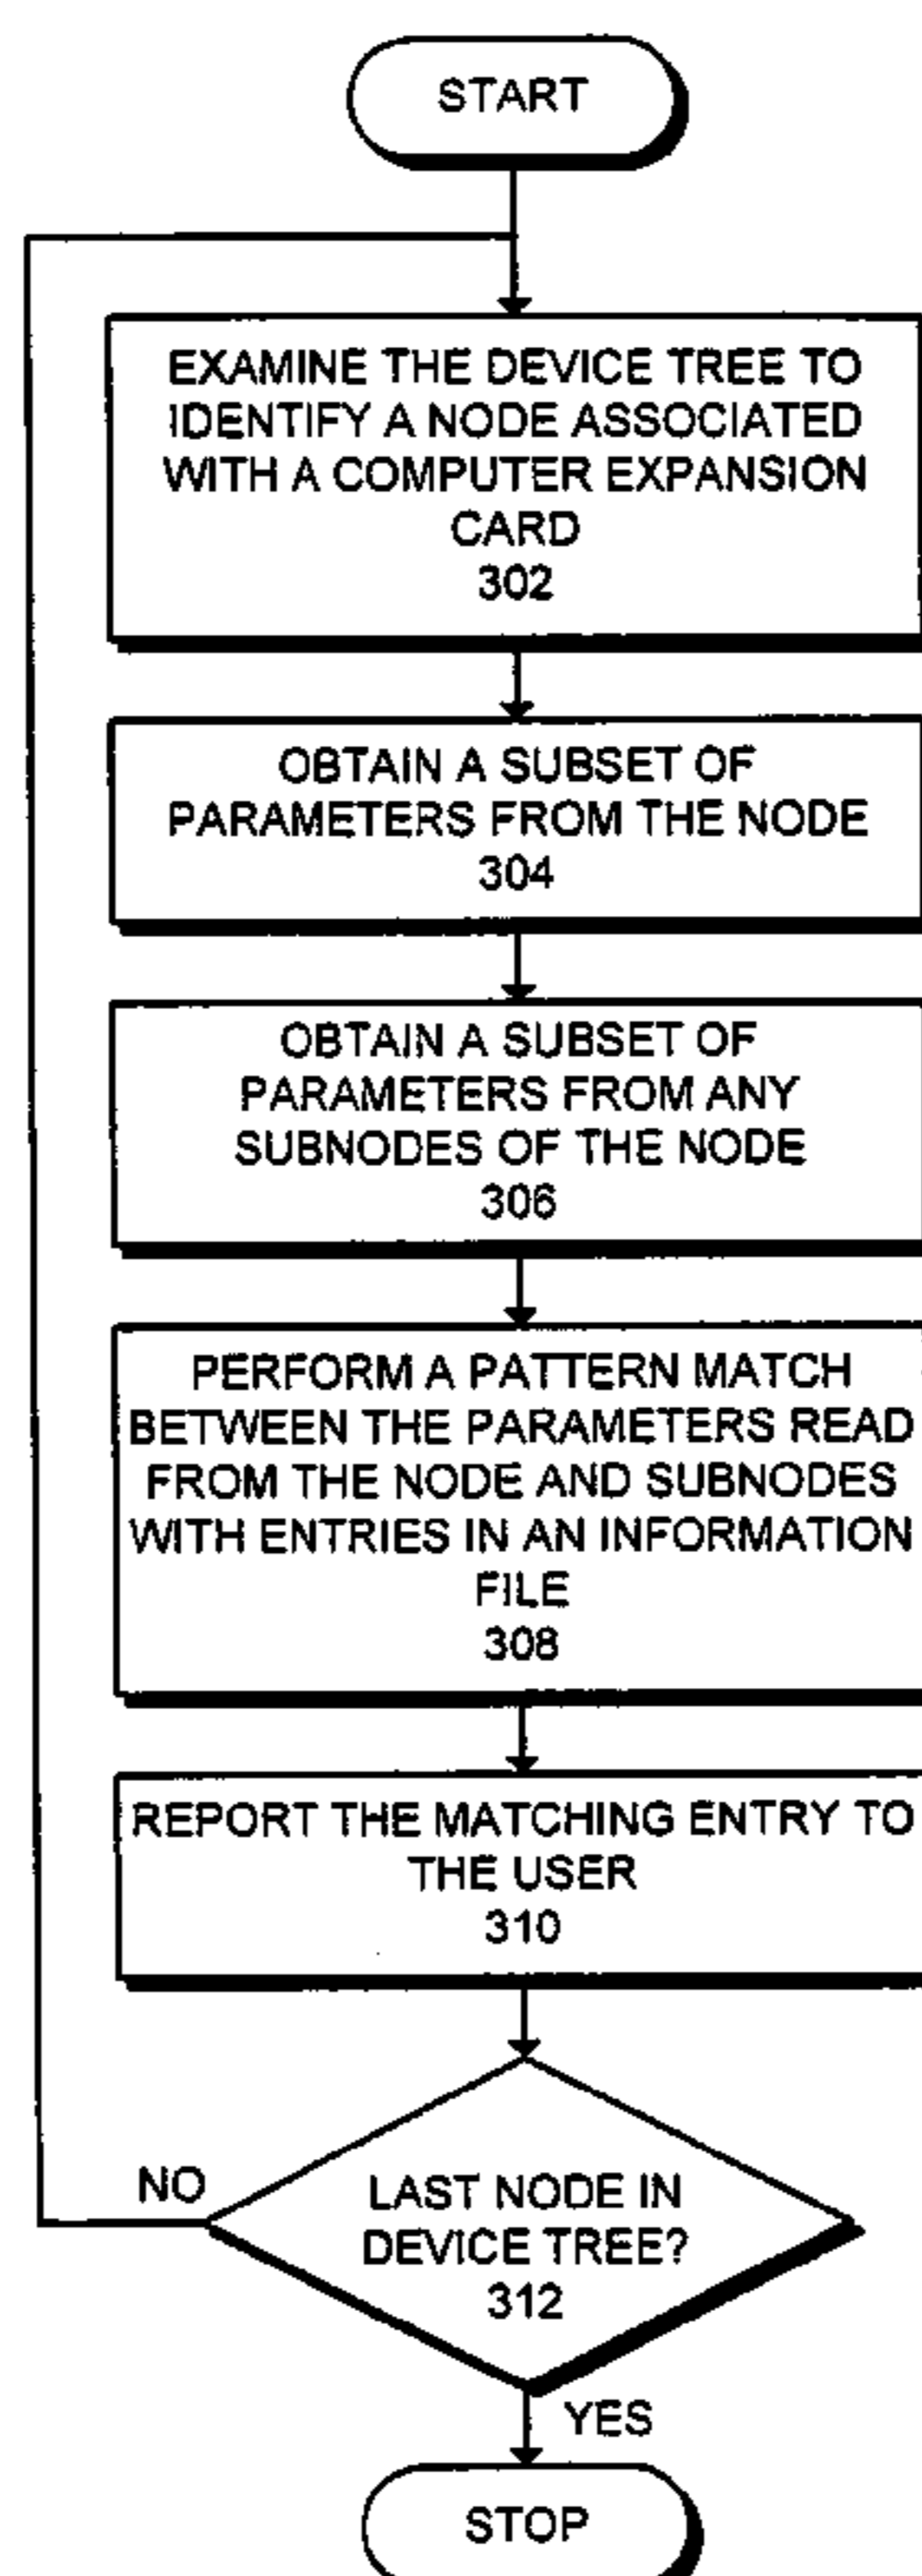 START
EXAMINE THE DEVICE TREE TO
IDENTIFY A NODE ASSOCIATED
WITH A COMPUTER EXPANSION
CARD
302
OBTAIN A SUBSET OF
PARAMETERS FROM THE NODE
304
OBTAIN A SUBSET OF
PARAMETERS FROM ANY
SUBNODES OF THE NODE
306
PERFORM A PATTERN MATCH
BETWEEN THE PARAMETERS READ
FROM THE NODE AND SUBNODES
WITH ENTRIES IN AN INFORMATION
FILE
308
REPORT THE MATCHING ENTRY TO
THE USER
310
NO
LAST NODE IN
DEVICE TREE?
312
YES
STOP